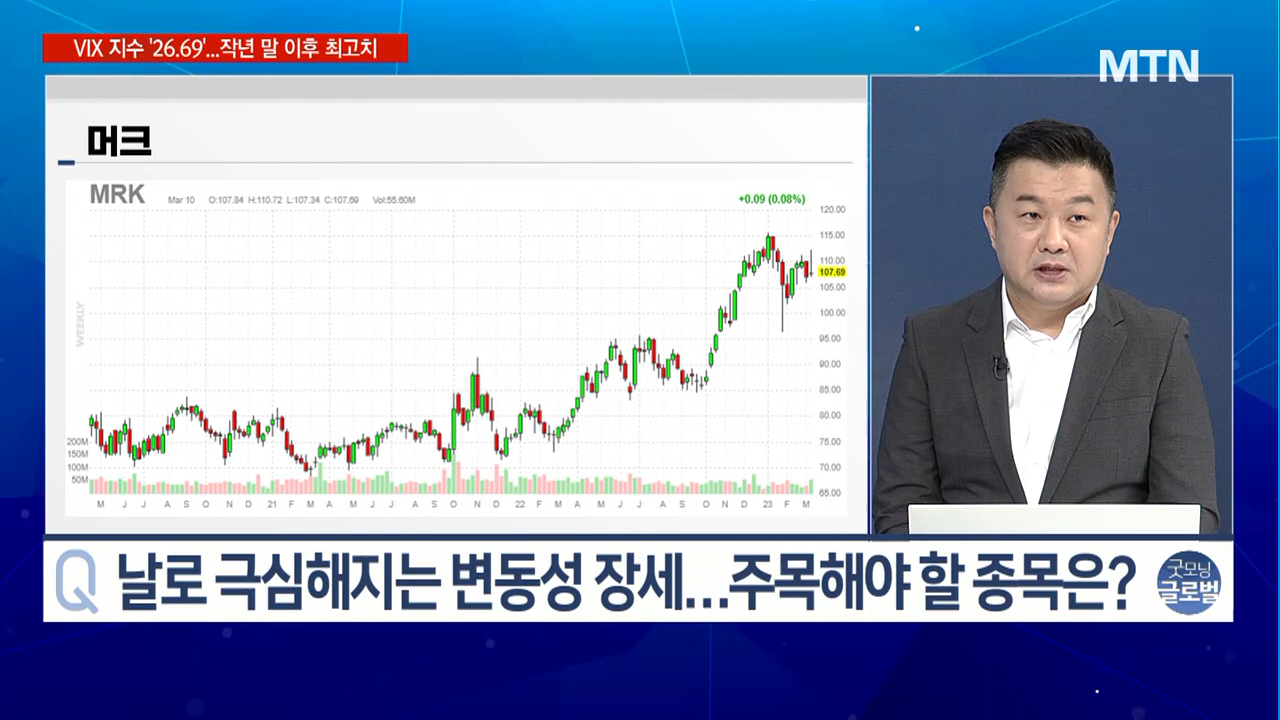 VIX 지수 '26.69'...작년 말 이후 최고치
MTN
머크
MRK Mar 10 O:107.84 H:110.72 L:107.34 C:107.69 Vol:55.60M +0.09 (0.08%)
120.00
115.00
110.00
107.69
105.00
100.00
95.00
90.00
85.00
80.00
75.00
70.00
65.00
WEEKLY
200M
150M
100M
50M
M J J A S O N D 21 F M A M J J A S O N D 22 F M A M J J A S O N D 23 F M
Q 날로 극심해지는 변동성 장세...주목해야 할 종목은?
굿모닝
글로벌